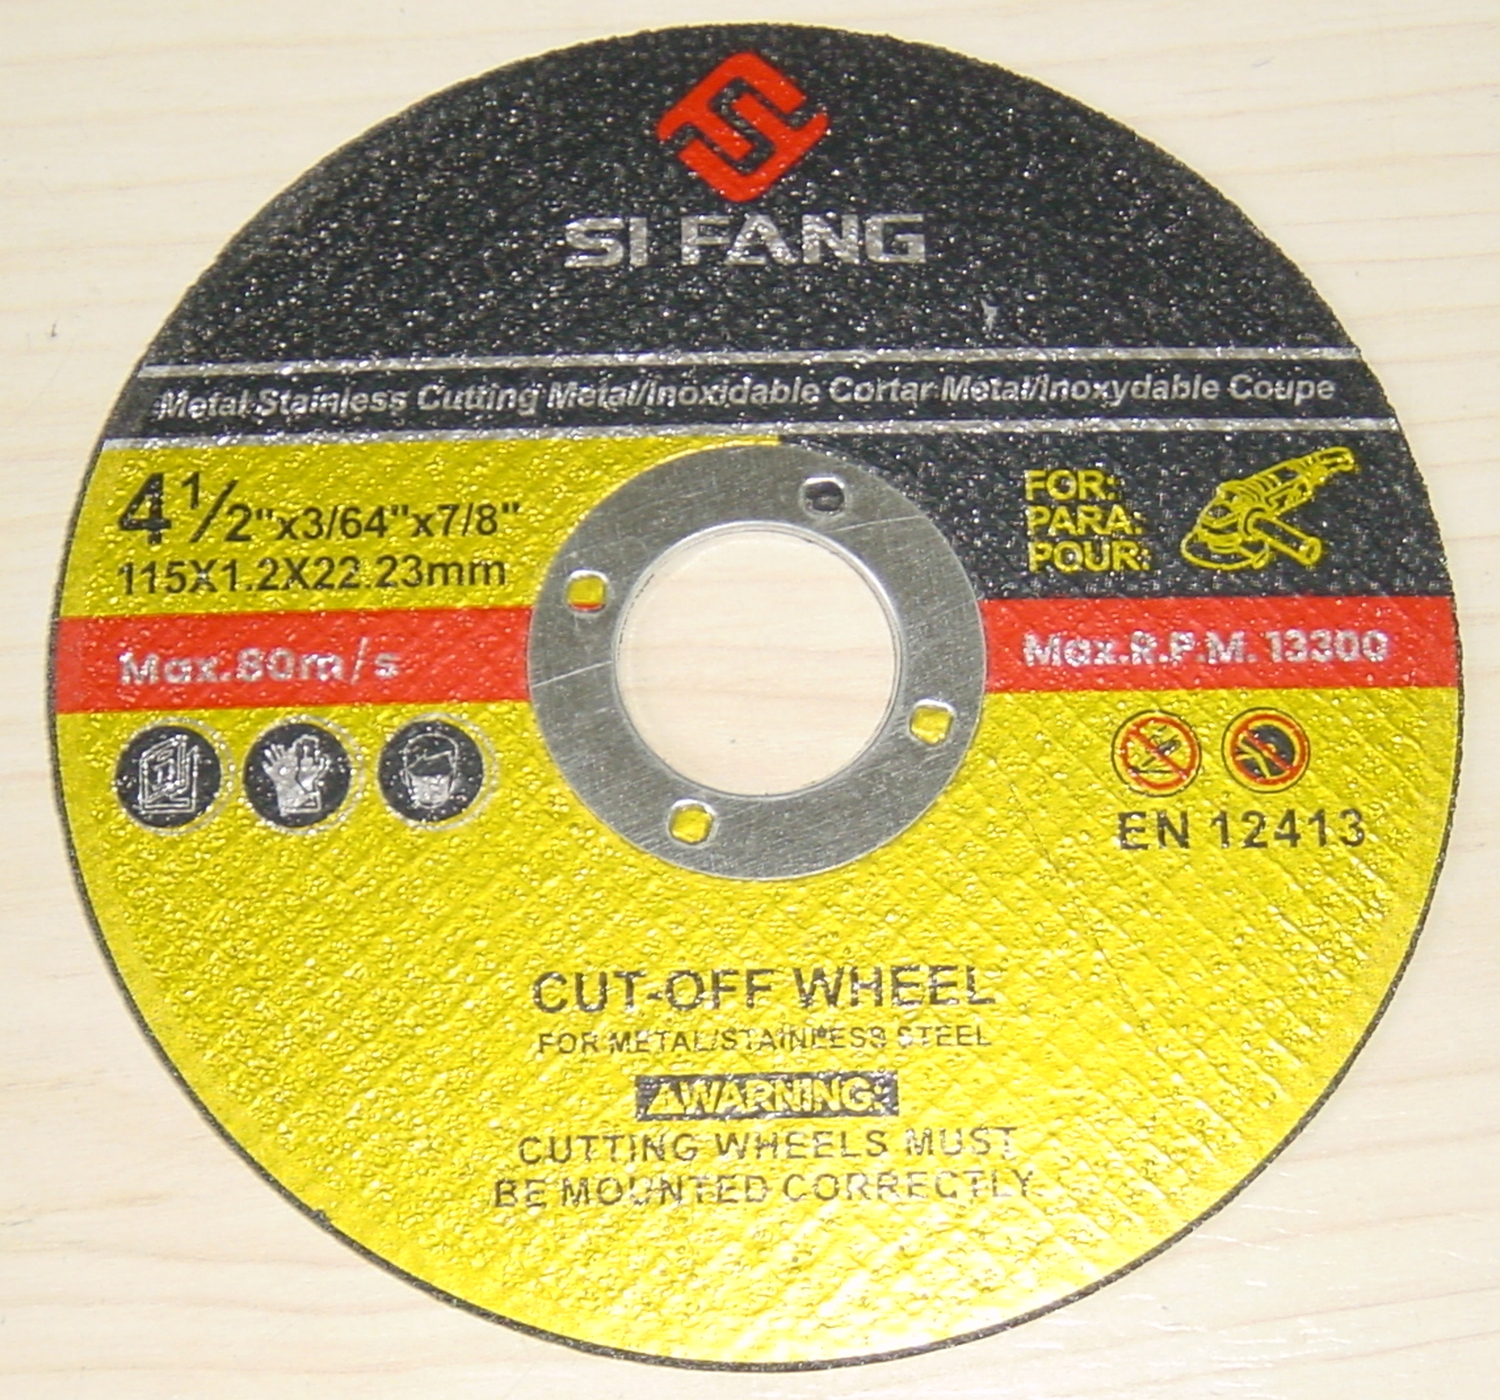 SI FANG
Metal Stainless Cutting Metal/Inoxidable Cortar Metal/Inoxydable Coupe
4 1/2"x3/64"x7/8"
115X1.2X22.23mm
FOR:
PARA:
POUR:
Max.80m/s
Max.R.P.M. 13300
EN 12413
CUT-OFF WHEEL
FOR METAL/STAINLESS STEEL
⚠WARNING:
CUTTING WHEELS MUST
BE MOUNTED CORRECTLY.